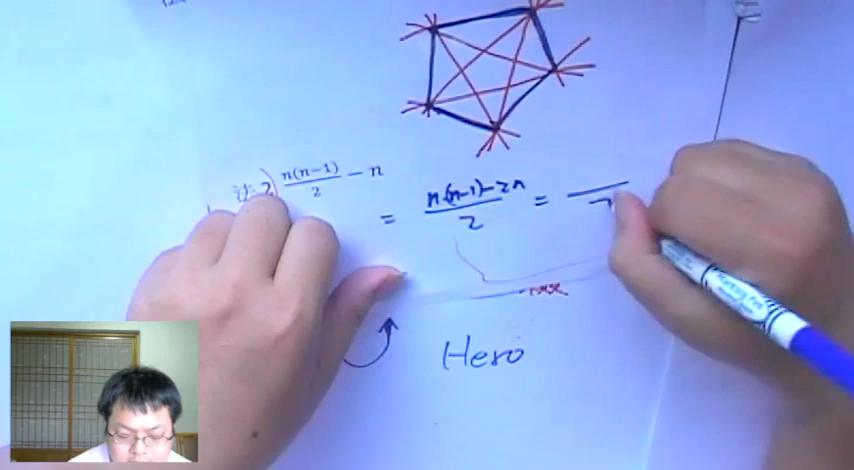 法2) n(n-1)/2 - n
= n(n-1)-2n/2 =
Hero